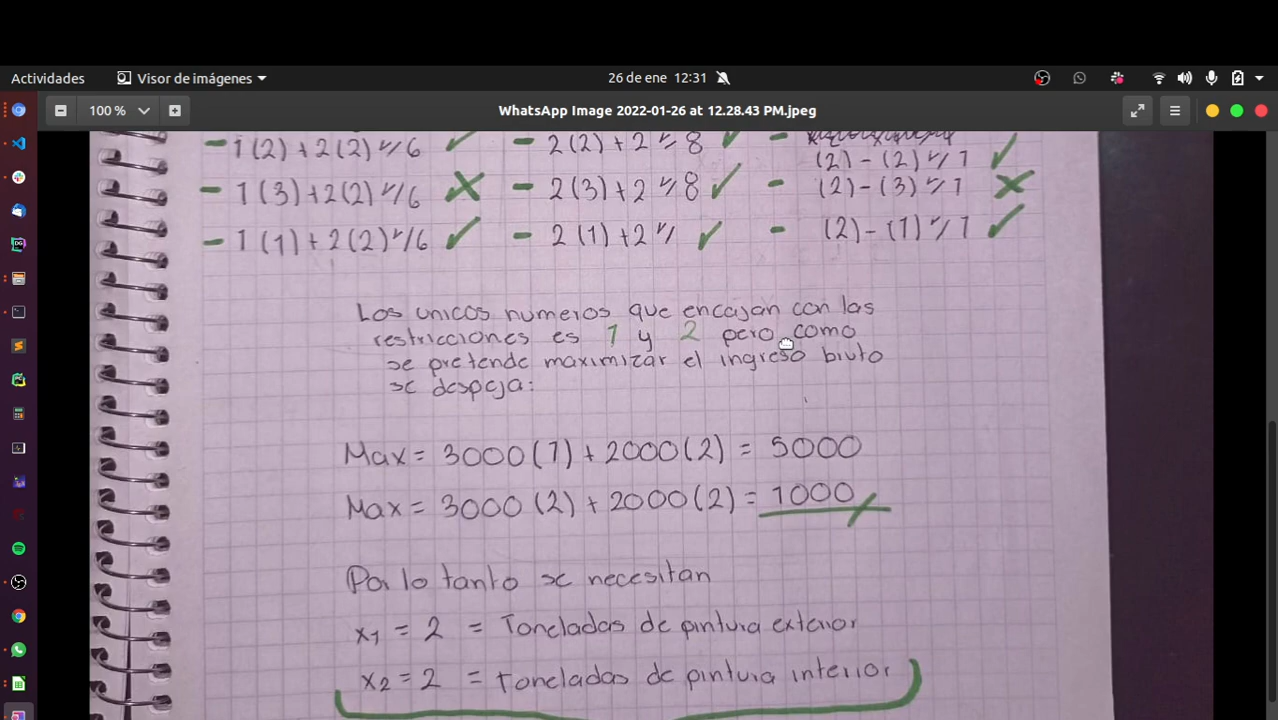 Actividades
Visor de imágenes
26 de ene 12:31
100 %
WhatsApp Image 2022-01-26 at 12.28.43 PM.jpeg
- 1(2) + 2(2) ≤ 6 ✓ - 2(2) + 2 ≤ 8 ✓ -
(2) - (2) ≤ 1 ✓
- 1(3) + 2(2) ≤ 6 X - 2(3) + 2 ≤ 8 ✓ - (2) - (3) ≤ 1 X
- 1(1) + 2(2) ≤ 6 ✓ - 2(1) + 2 ≤ ✓ - (2) - (1) ≤ 1 ✓
Los unicos numeros que encajan con las
restricciones es 1 y 2 pero como
se pretende maximizar el ingreso bruto
se despeja:
Max = 3000(1) + 2000(2) = 5000
Max = 3000(2) + 2000(2) = 1000
Por lo tanto se necesitan
x1 = 2 = Toneladas de pintura exterior
x2 = 2 = toneladas de pintura interior